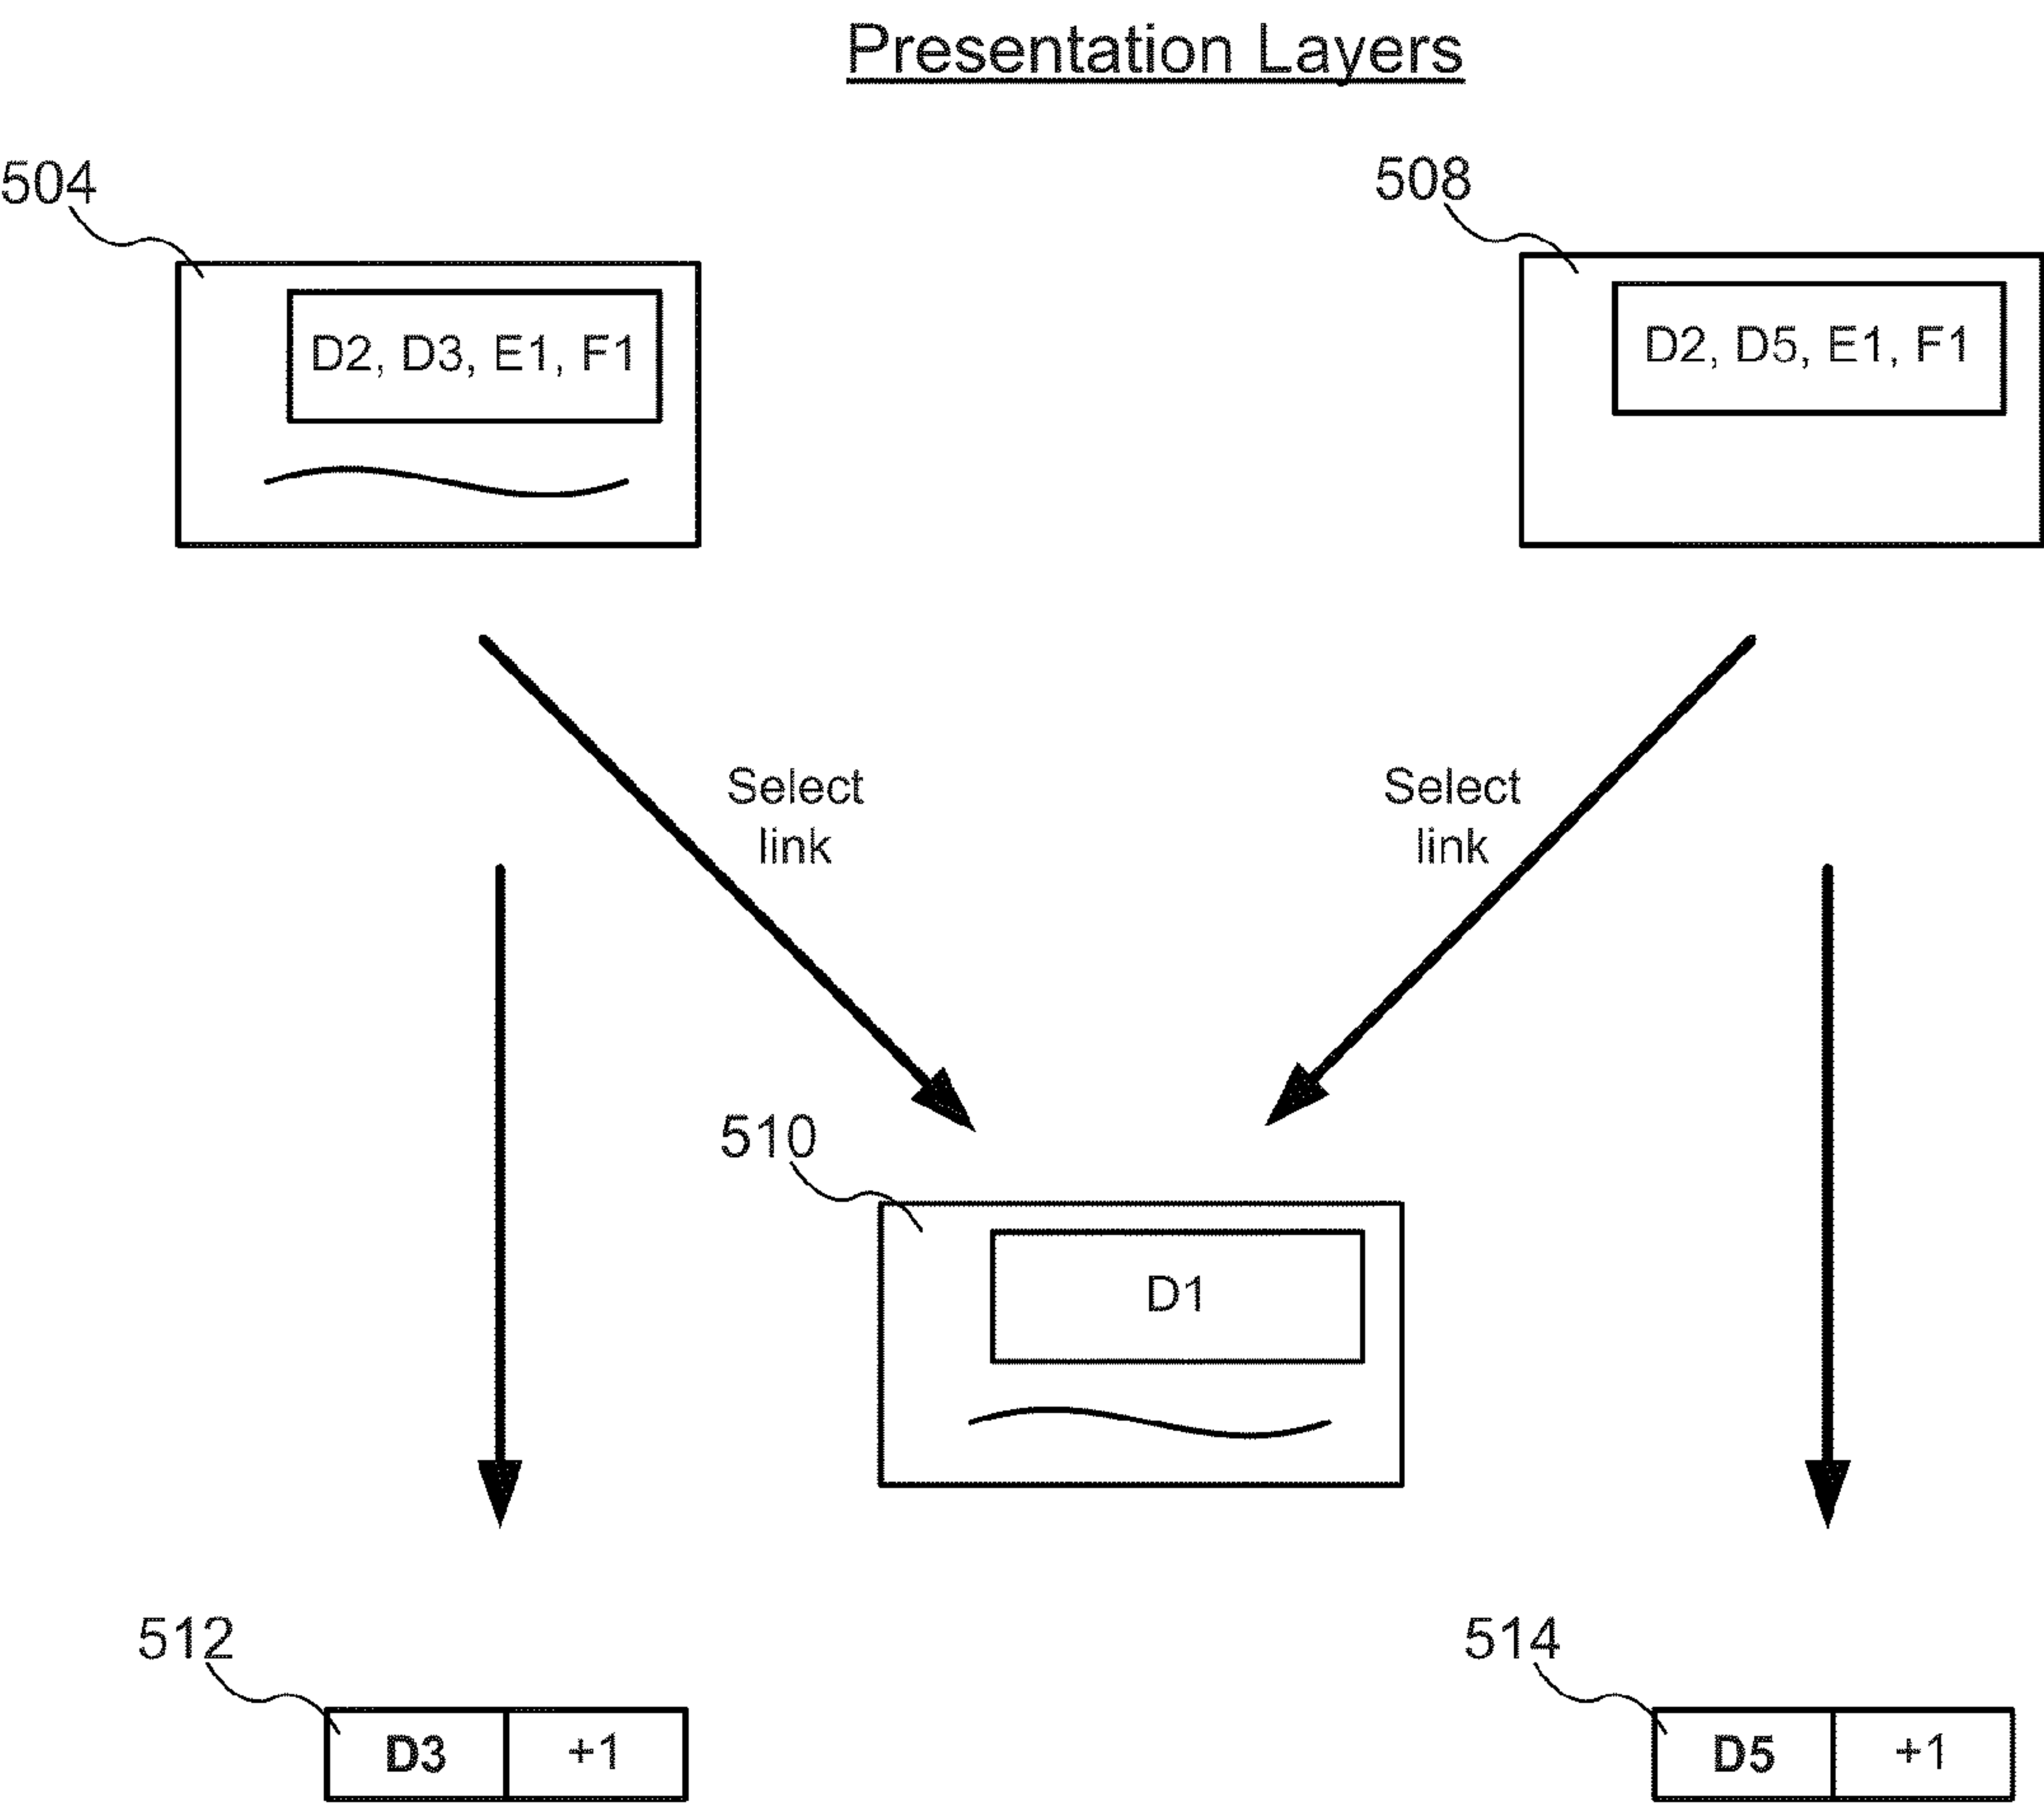 Presentation Layers
504
508
D2, D3, E1, F1
D2, D5, E1, F1
Select
link
Select
link
510
D1
512
514
D3 +1
D5 +1